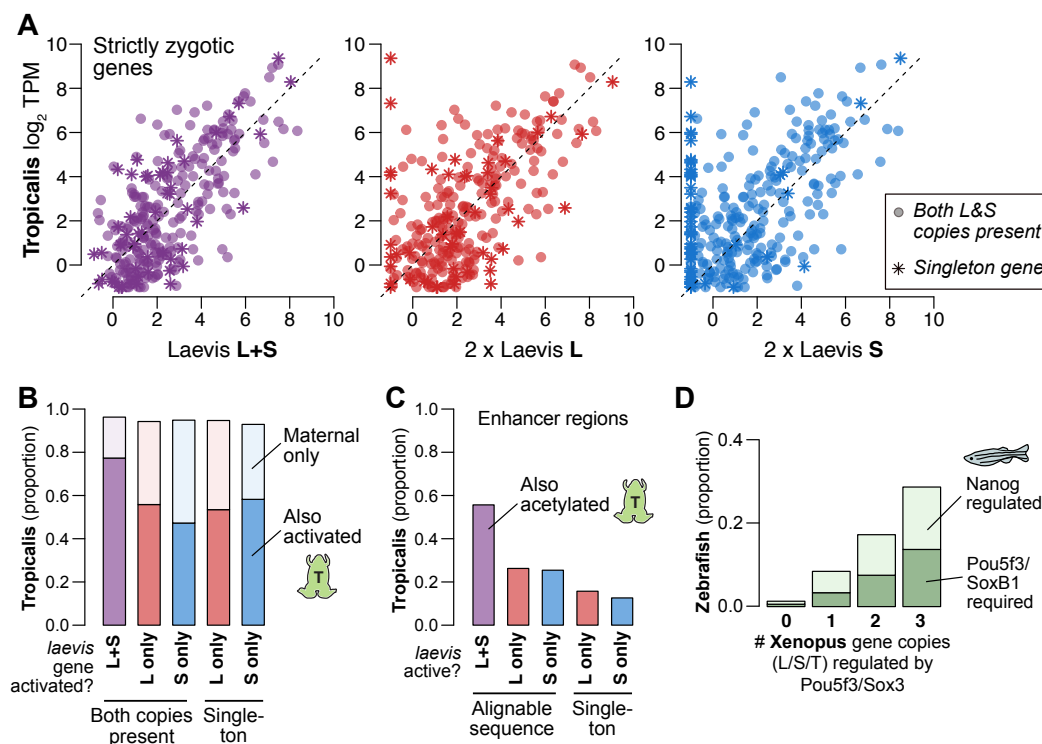 A
Strictly zygotic
genes
Tropicalis log2 TPM
10
8
6
4
2
0
0 2 4 6 8 10
Laevis L+S
10
8
6
4
2
0
0 2 4 6 8 10
2 x Laevis L
10
8
6
4
2
0
0 2 4 6 8 10
2 x Laevis S
Both L&S
copies present
Singleton gene
B
Tropicalis (proportion)
1.0
0.8
0.6
0.4
0.2
0.0
Maternal
only
Also
activated
T
laevis
gene
activated?
L+S
L only
S only
L only
S only
Both copies
present
Single-
ton
C
Tropicalis (proportion)
1.0
0.8
0.6
0.4
0.2
0.0
Enhancer regions
Also
acetylated
T
laevis
active?
L+S
L only
S only
L only
S only
Alignable
sequence
Single-
ton
D
Zebrafish (proportion)
0.4
0.2
0.0
Nanog
regulated
Pou5f3/
SoxB1
required
0 1 2 3
# Xenopus gene copies
(L/S/T) regulated by
Pou5f3/Sox3